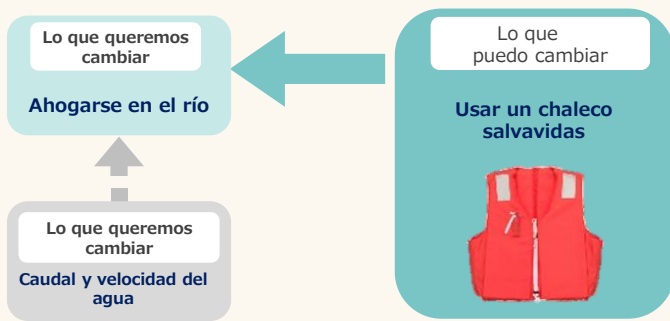 Lo que queremos
cambiar
Ahogarse en el río
Lo que
puedo cambiar
Usar un chaleco
salvavidas
Lo que queremos
cambiar
Caudal y velocidad del
agua